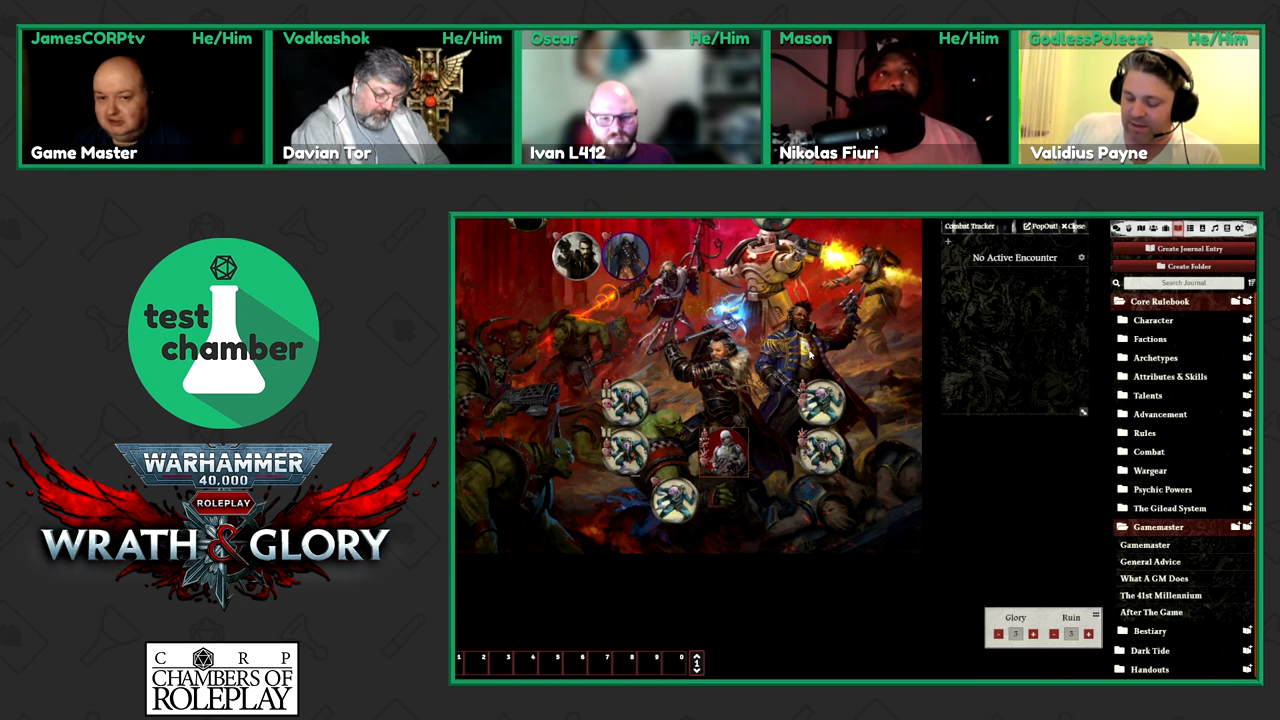 JamesCORPtv He/Him
Game Master
Vodkashok He/Him
Davian Tor
Oscar He/Him
Ivan L412
Mason He/Him
Nikolas Fiuri
GodlessPolecat He/Him
Validius Payne
test
chamber
WARHAMMER
40,000
ROLEPLAY
WRATH & GLORY
C RP
CHAMBERS OF
ROLEPLAY
Combat Tracker PopOut! Close
No Active Encounter
Create Journal Entry
Create Folder
Search Journal
Core Rulebook
Character
Factions
Archetypes
Attributes & Skills
Talents
Advancement
Rules
Combat
Wargear
Psychic Powers
The Gilead System
Gamemaster
Gamemaster
General Advice
What A GM Does
The 41st Millennium
After The Game
Bestiary
Dark Tide
Handouts
Glory Ruin
- 3 + - 3 +
1 2 3 4 5 6 7 8 9 0 1